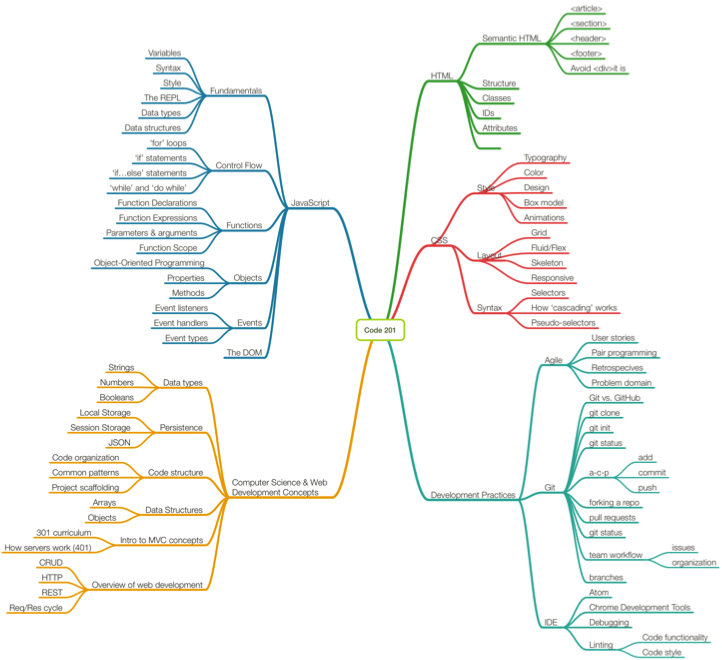 Code 201
JavaScript
Fundamentals
Variables
Syntax
Style
The REPL
Data types
Data structures
Control Flow
'for' loops
'if' statements
'if...else' statements
'while' and 'do while'
Functions
Function Declarations
Function Expressions
Parameters & arguments
Function Scope
Objects
Object-Oriented Programming
Properties
Methods
Events
Event listeners
Event handlers
Event types
The DOM
Computer Science & Web
Development Concepts
Data types
Strings
Numbers
Booleans
Persistence
Local Storage
Session Storage
JSON
Code structure
Code organization
Common patterns
Project scaffolding
Data Structures
Arrays
Objects
Intro to MVC concepts
301 curriculum
How servers work (401)
Overview of web development
CRUD
HTTP
REST
Req/Res cycle
HTML
Semantic HTML
<article>
<section>
<header>
<footer>
Avoid <div>it is
Structure
Classes
IDs
Attributes
CSS
Style
Typography
Color
Design
Box model
Animations
Layout
Grid
Fluid/Flex
Skeleton
Responsive
Syntax
Selectors
How 'cascading' works
Pseudo-selectors
Development Practices
Agile
User stories
Pair programming
Retrospecives
Problem domain
Git
Git vs. GitHub
git clone
git init
git status
a-c-p
add
commit
push
forking a repo
pull requests
git status
team workflow
issues
organization
branches
IDE
Atom
Chrome Development Tools
Debugging
Linting
Code functionality
Code style